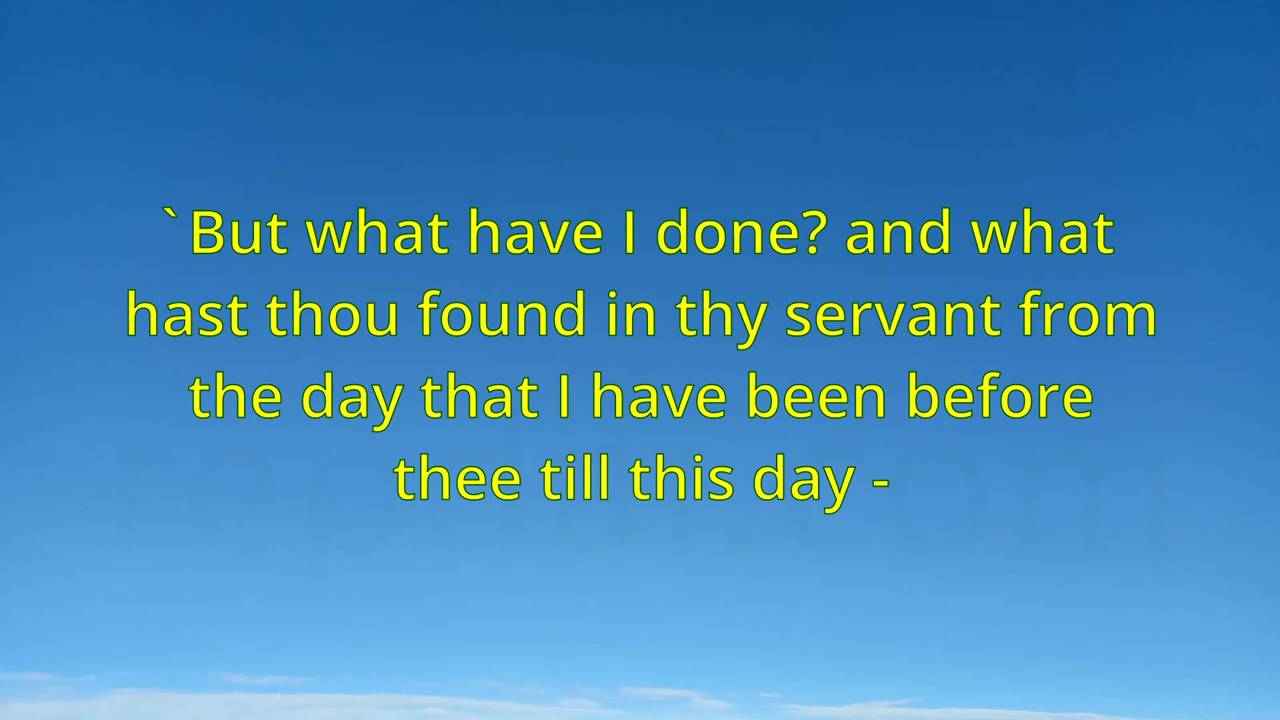 `But what have I done? and what
hast thou found in thy servant from
the day that I have been before
thee till this day -